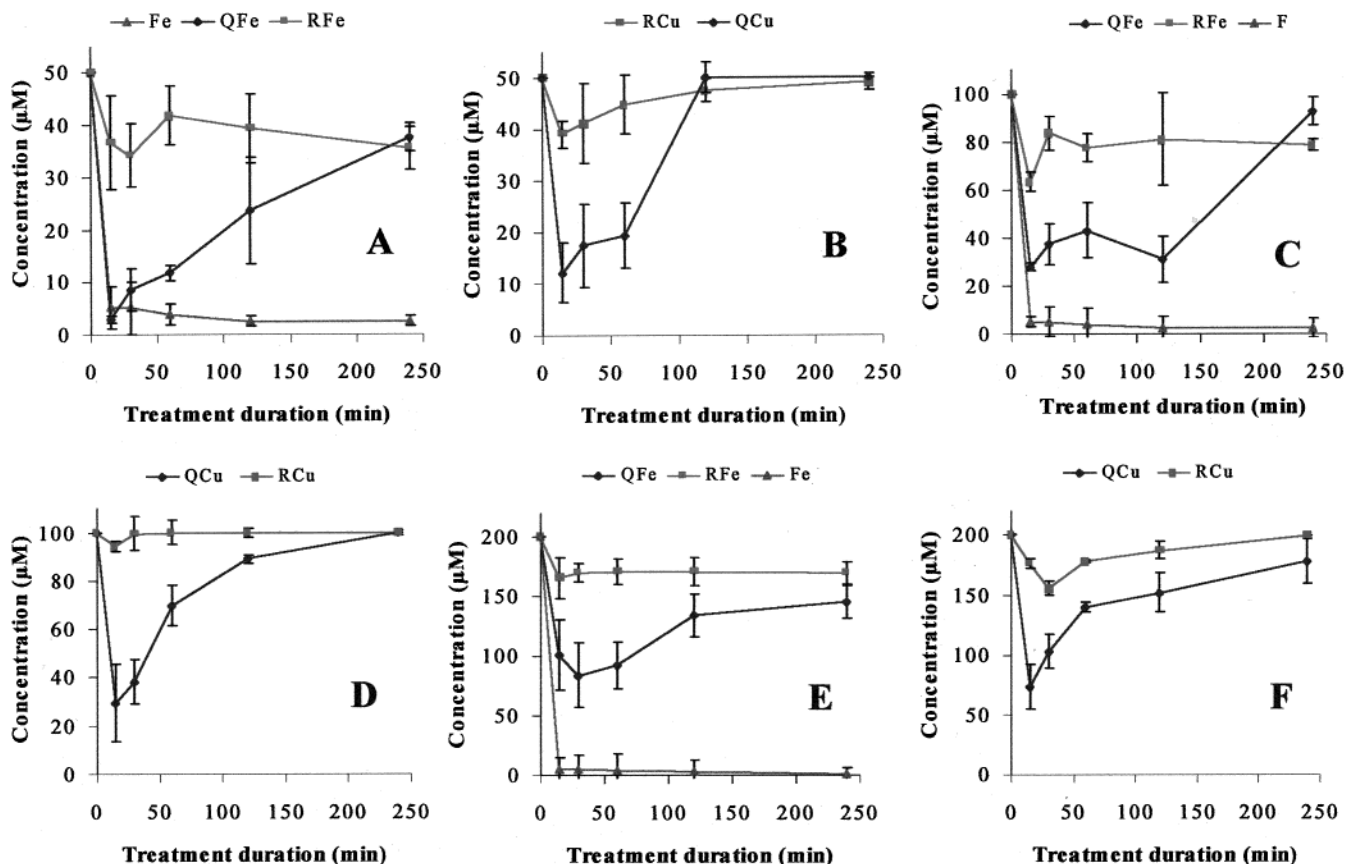 Fe QFe RFe
RCu QCu
QFe RFe F
Concentration (µM)
50
40
30
20
10
0
A
0 50 100 150 200 250
Treatment duration (min)
Concentration (µM)
50
40
30
20
10
0
B
0 50 100 150 200 250
Treatment duration (min)
Concentration (µM)
100
80
60
40
20
0
C
0 50 100 150 200 250
Treatment duration (min)
QCu RCu
QFe RFe Fe
QCu RCu
Concentration (µM)
100
80
60
40
20
0
D
0 50 100 150 200 250
Treatment duration (min)
Concentration (µM)
200
150
100
50
0
E
0 50 100 150 200 250
Treatment duration (min)
Concentration (µM)
200
150
100
50
0
F
0 50 100 150 200 250
Treatment duration (min)